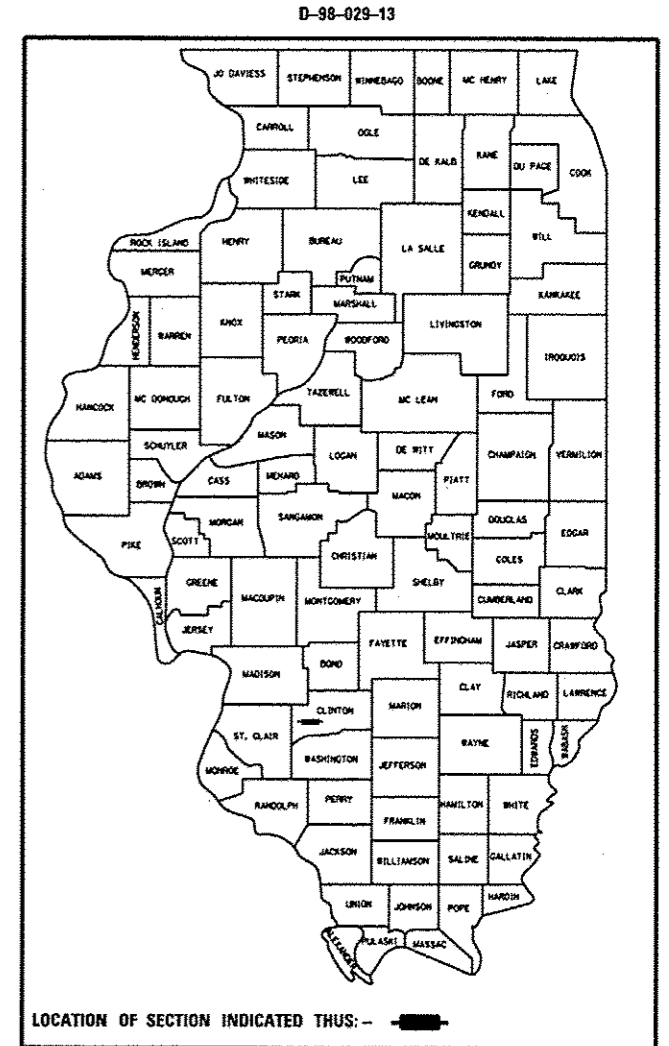 D-98-029-13
JO DAVIESS STEPHENSON WINNEBAGO BOONE MC HENRY LAKE
CARROLL OGLE DE KALB KANE DU PAGE COOK
WHITESIDE LEE
KENDALL WILL
ROCK ISLAND HENRY BUREAU LA SALLE GRUNDY
MERCER PUTNAM
STARK MARSHALL KANKAKEE
HENDERSON WARREN KNOX PEORIA WOODFORD LIVINGSTON IROQUOIS
HANCOCK MC DONOUGH FULTON TAZEWELL MC LEAN FORD
MASON
SCHUYLER LOGAN DE WITT CHAMPAIGN VERMILION
ADAMS BROWN CASS MENARD PIATT
MACON
PIKE SCOTT MORGAN SANGAMON MOULTRIE DOUGLAS EDGAR
CHRISTIAN COLES
CALHOUN GREENE MACOUPIN MONTGOMERY SHELBY CUMBERLAND CLARK
JERSEY FAYETTE EFFINGHAM JASPER CRAWFORD
MADISON BOND
CLAY RICHLAND LAWRENCE
CLINTON MARION
ST. CLAIR WAYNE EDWARDS WABASH
MONROE WASHINGTON JEFFERSON
RANDOLPH PERRY HAMILTON WHITE
FRANKLIN
JACKSON WILLIAMSON SALINE GALLATIN
UNION JOHNSON POPE HARDIN
ALEXANDER PULASKI MASSAC
LOCATION OF SECTION INDICATED THUS: -